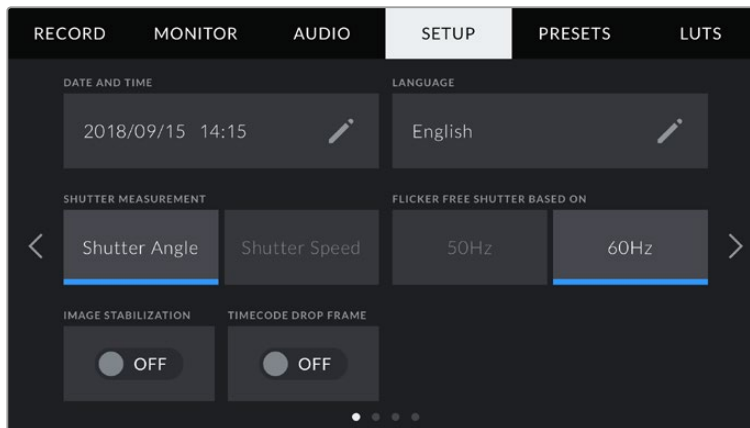 RECORD MONITOR AUDIO SETUP PRESETS LUTS
DATE AND TIME LANGUAGE
2018/09/15 14:15 English
SHUTTER MEASUREMENT FLICKER FREE SHUTTER BASED ON
Shutter Angle Shutter Speed 50Hz 60Hz
IMAGE STABILIZATION TIMECODE DROP FRAME
OFF OFF